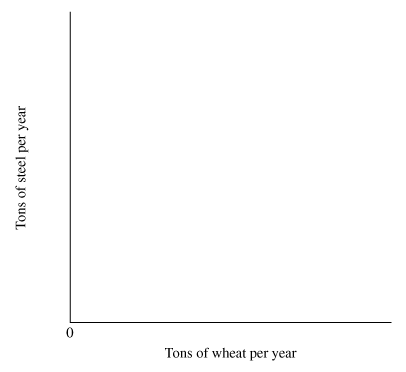 Tons of steel per year
0
Tons of wheat per year